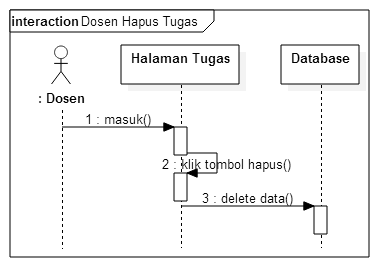 interaction Dosen Hapus Tugas
Halaman Tugas
Database
: Dosen
1 : masuk()
2 : klik tombol hapus()
3 : delete data()